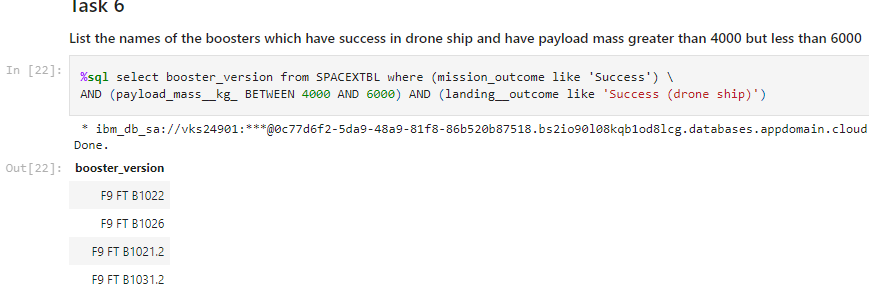 Task 6
List the names of the boosters which have success in drone ship and have payload mass greater than 4000 but less than 6000
In [22]: %sql select booster_version from SPACEXTBL where (mission_outcome like 'Success') \
AND (payload_mass__kg_ BETWEEN 4000 AND 6000) AND (landing__outcome like 'Success (drone ship)')
* ibm_db_sa://vks24901:***@0c77d6f2-5da9-48a9-81f8-86b520b87518.bs2io90l08kqb1od8lcg.databases.appdomain.cloud
Done.
Out[22]: booster_version
F9 FT B1022
F9 FT B1026
F9 FT B1021.2
F9 FT B1031.2